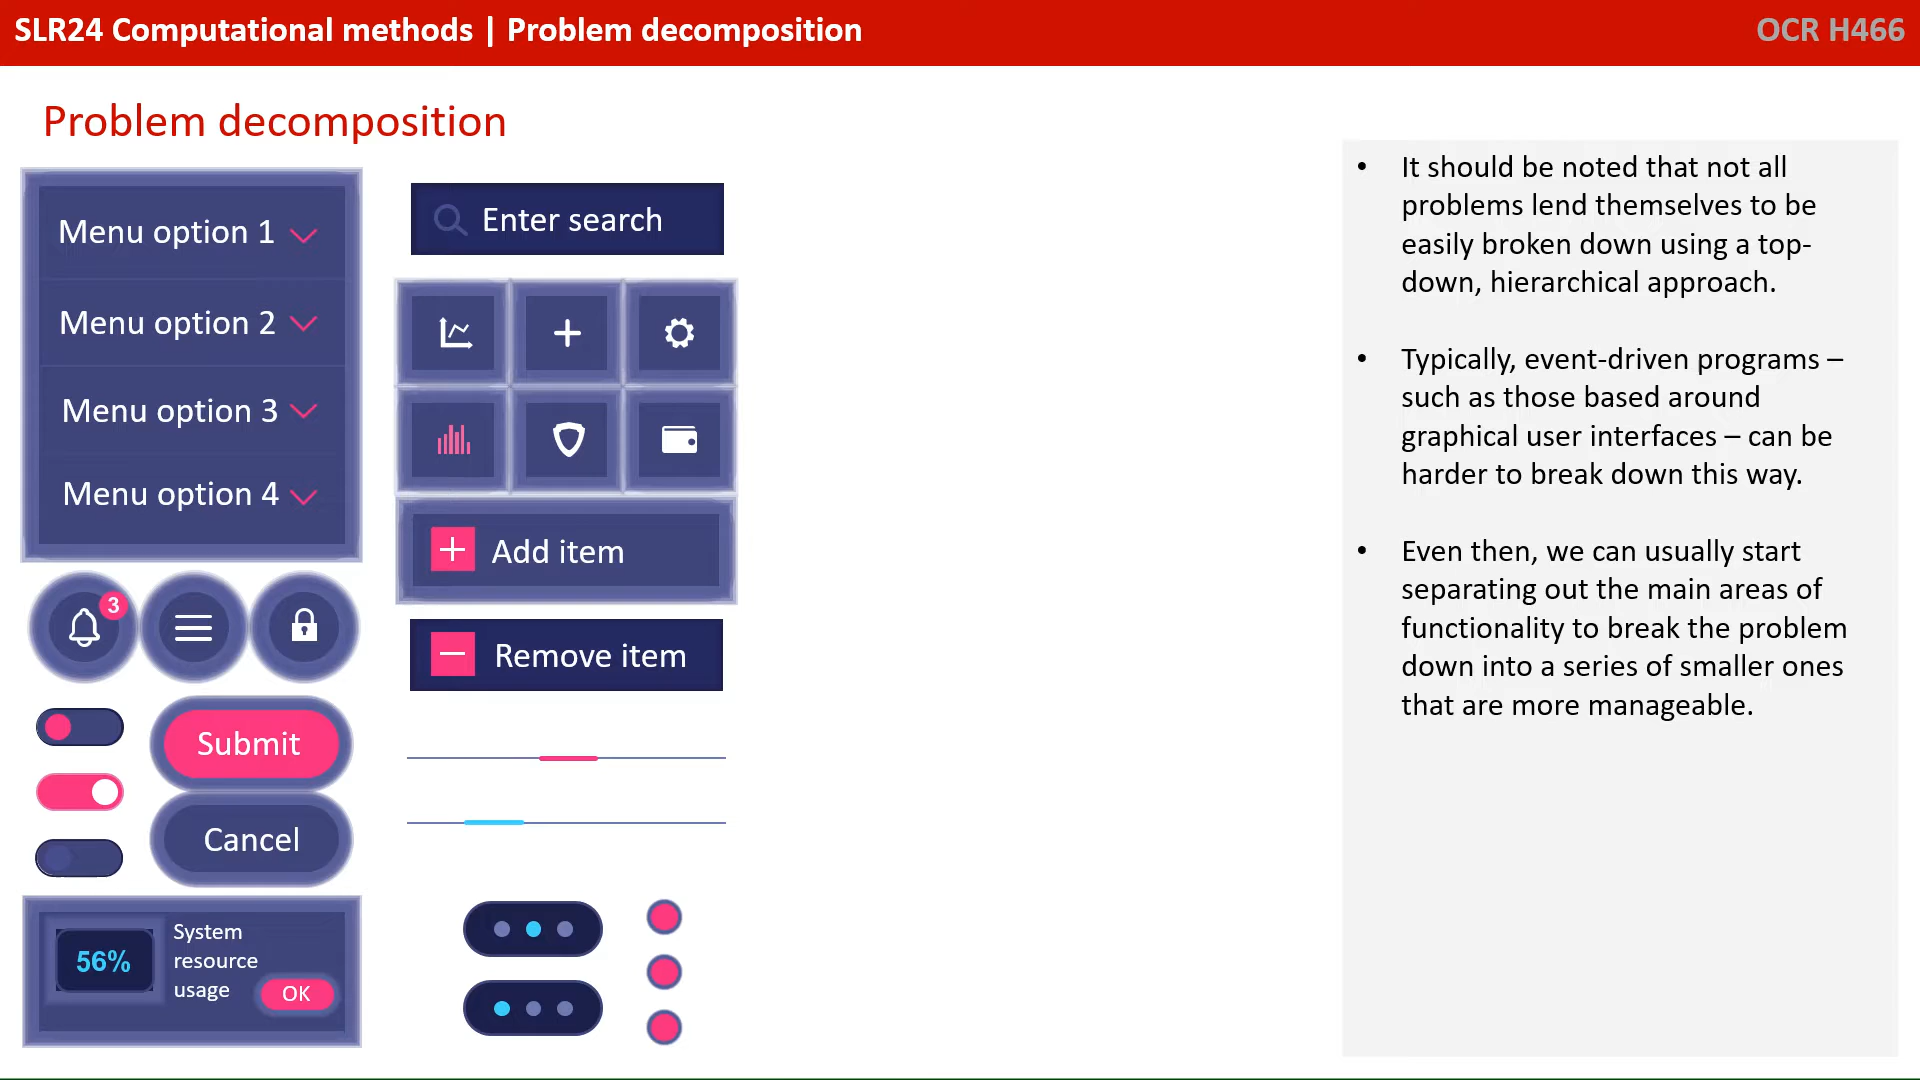 SLR24 Computational methods | Problem decomposition
OCR H466
Problem decomposition
Menu option 1
Menu option 2
Menu option 3
Menu option 4
3
Submit
Cancel
56%
System
resource
usage
OK
Enter search
Add item
Remove item
• It should be noted that not all
problems lend themselves to be
easily broken down using a top-
down, hierarchical approach.
• Typically, event-driven programs –
such as those based around
graphical user interfaces – can be
harder to break down this way.
• Even then, we can usually start
separating out the main areas of
functionality to break the problem
down into a series of smaller ones
that are more manageable.